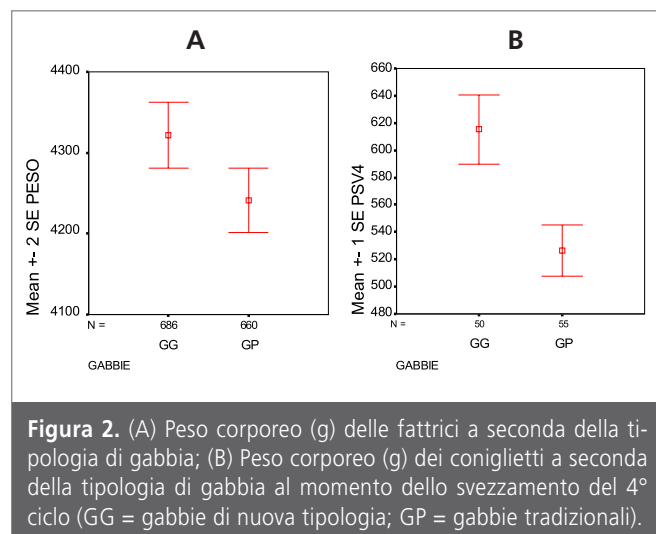 A
B
Mean +- 2 SE PESO
4400
4300
4200
4100
N =
686
660
GG
GP
GABBIE
Mean +- 1 SE PSV4
660
640
620
600
580
560
540
520
500
480
N =
50
55
GG
GP
GABBIE
Figura 2. (A) Peso corporeo (g) delle fattrici a seconda della ti-
pologia di gabbia; (B) Peso corporeo (g) dei coniglietti a seconda
della tipologia di gabbia al momento dello svezzamento del 4°
ciclo (GG = gabbie di nuova tipologia; GP = gabbie tradizionali).